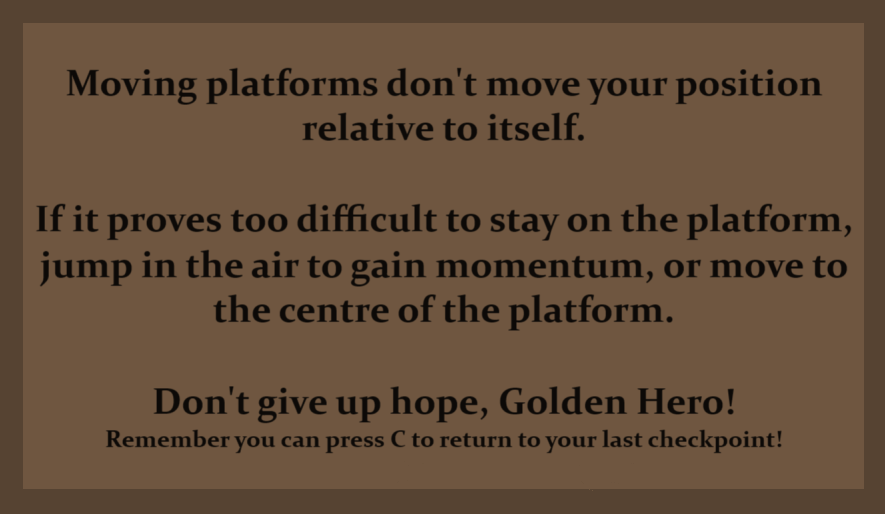 Moving platforms don't move your position
relative to itself.
If it proves too difficult to stay on the platform,
jump in the air to gain momentum, or move to
the centre of the platform.
Don't give up hope, Golden Hero!
Remember you can press C to return to your last checkpoint!